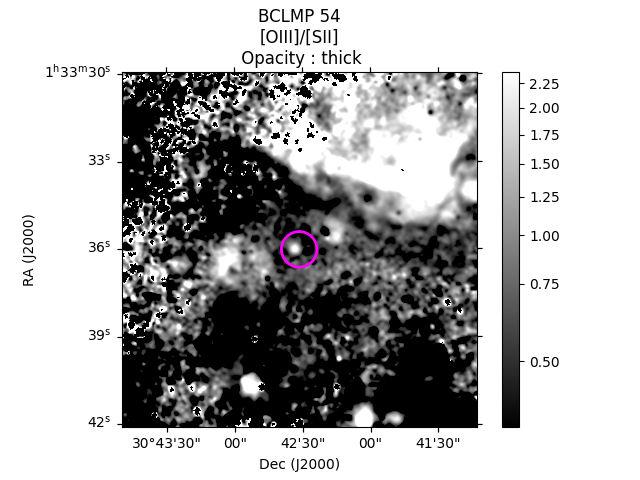 BCLMP 54
[OIII]/[SII]
Opacity : thick
1ʰ33ᵐ30ˢ
33ˢ
36ˢ
39ˢ
42ˢ
RA (J2000)
30°43'30"
00"
42'30"
00"
41'30"
Dec (J2000)
2.25
2.00
1.75
1.50
1.25
1.00
0.75
0.50